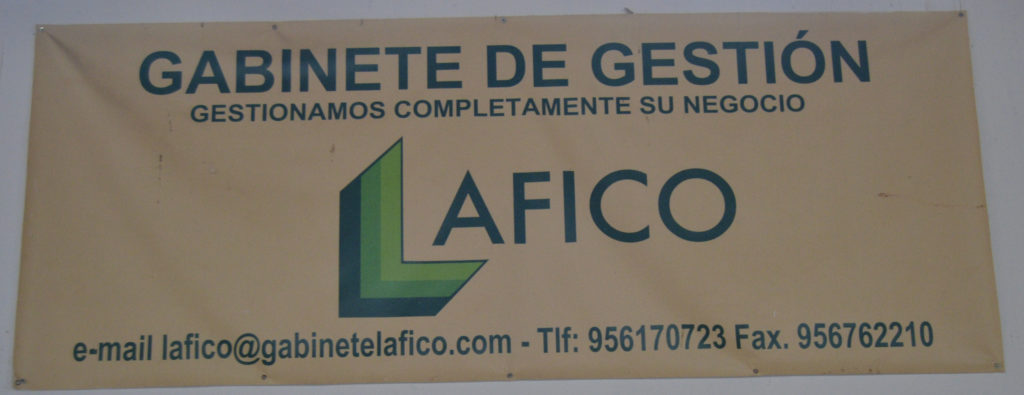 GABINETE DE GESTIÓN
GESTIONAMOS COMPLETAMENTE SU NEGOCIO
LAFICO
e-mail lafico@gabinetelafico.com - Tlf: 956170723 Fax. 956762210